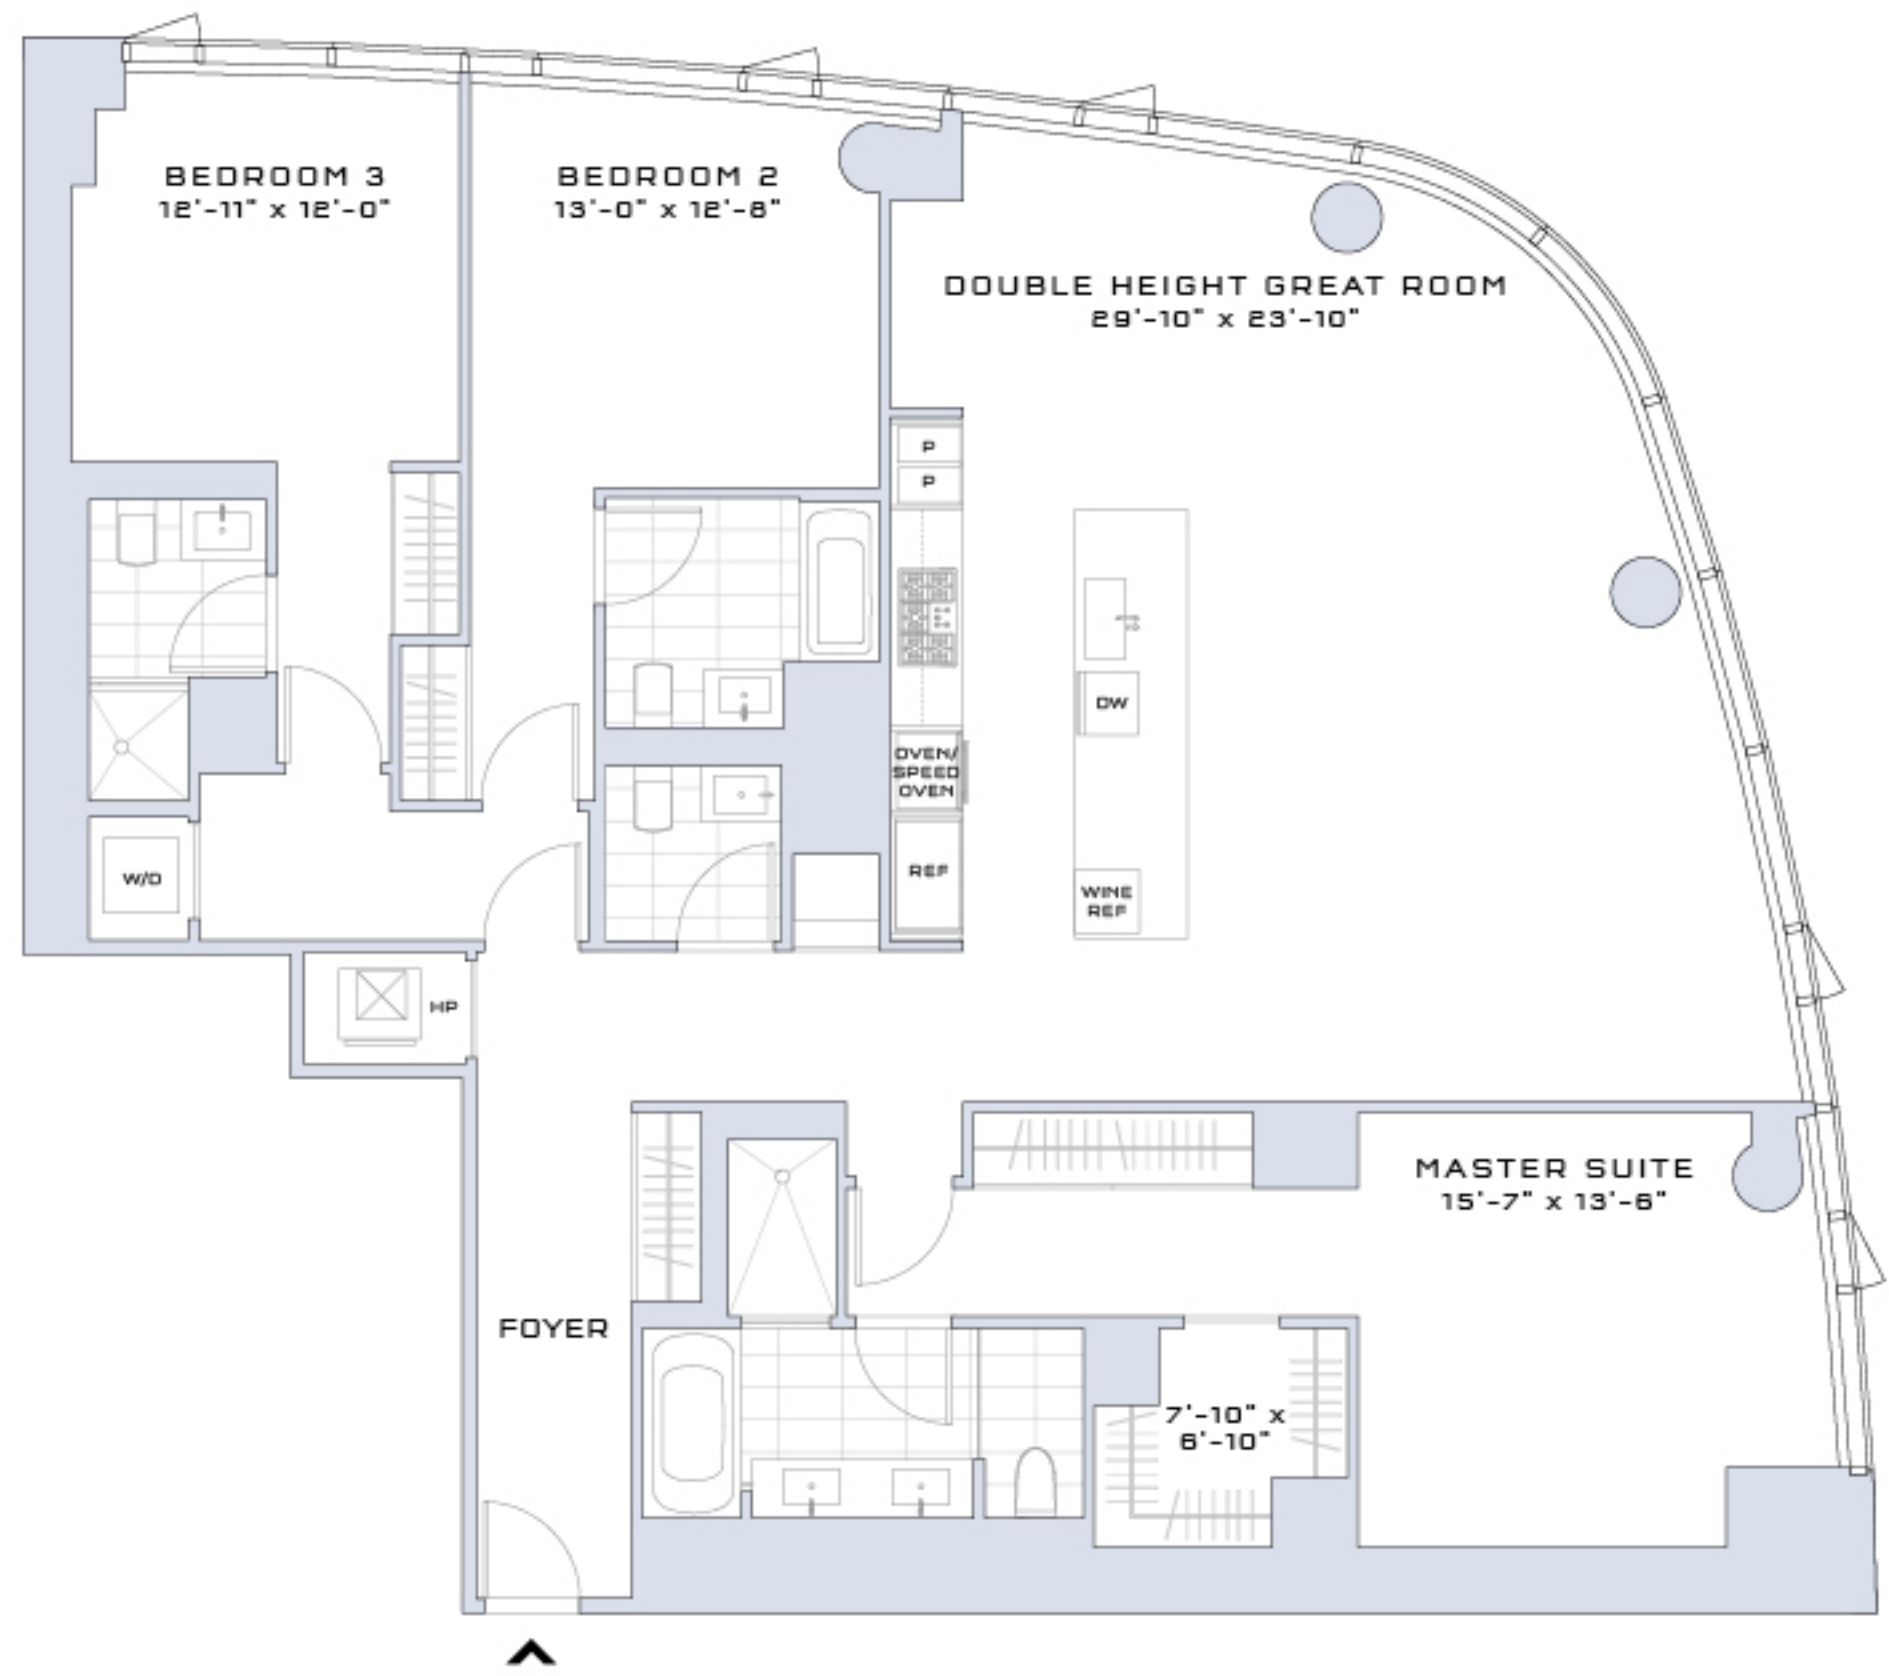 BEDROOM 3
12'-11" x 12'-0"
BEDROOM 2
13'-0" x 12'-8"
DOUBLE HEIGHT GREAT ROOM
29'-10" x 23'-10"
P
P
DW
OVEN/
SPEED
OVEN
REF
WINE
REF
W/D
HP
MASTER SUITE
15'-7" x 13'-6"
FOYER
7'-10" x
6'-10"